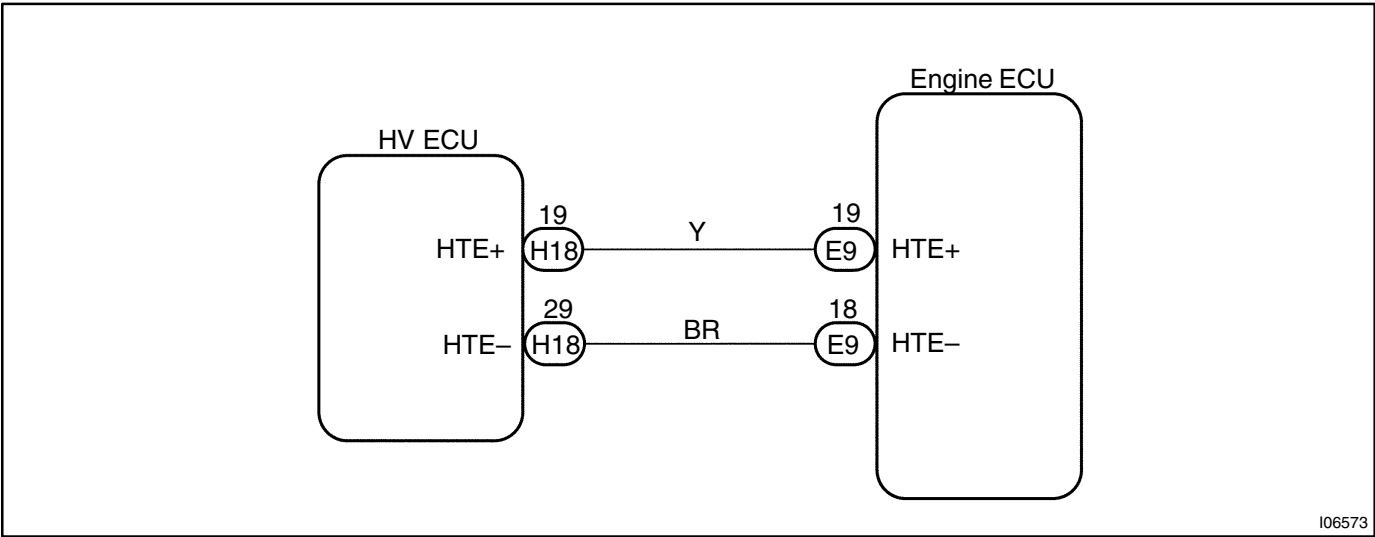 Engine ECU
HV ECU
19 19
HTE+ H18 Y E9 HTE+
29 18
HTE– H18 BR E9 HTE–
I06573